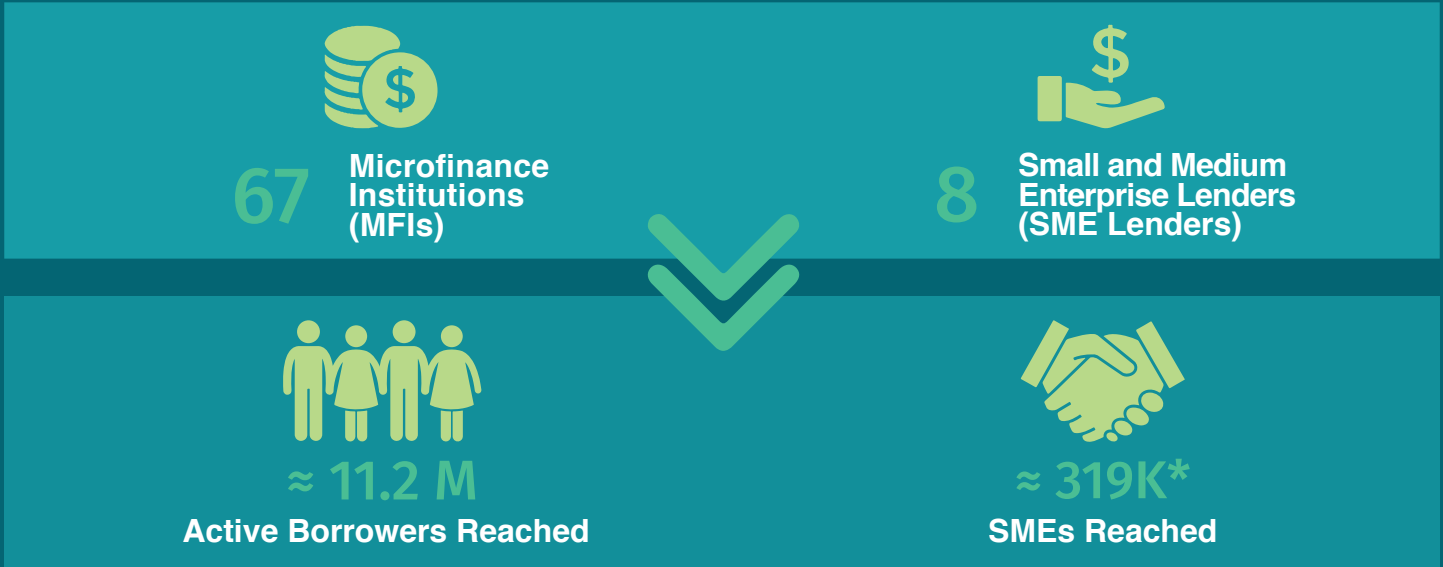 67
Microfinance
Institutions
(MFIs)
8
Small and Medium
Enterprise Lenders
(SME Lenders)
≈ 11.2 M
Active Borrowers Reached
≈ 319K*
SMEs Reached